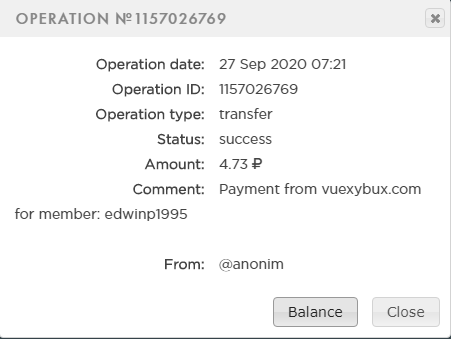 OPERATION №1157026769
Operation date: 27 Sep 2020 07:21
Operation ID: 1157026769
Operation type: transfer
Status: success
Amount: 4.73 ₽
Comment: Payment from vuexybux.com
for member: edwinp1995
From: @anonim
Balance Close